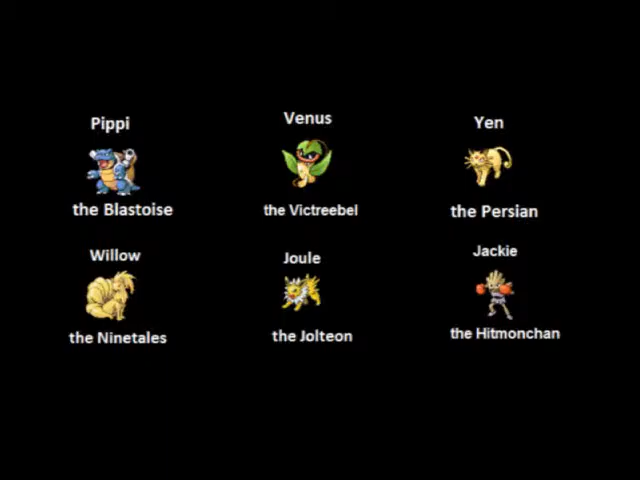 Pippi
Venus
Yen
the Blastoise
the Victreebel
the Persian
Willow
Joule
Jackie
the Ninetales
the Jolteon
the Hitmonchan